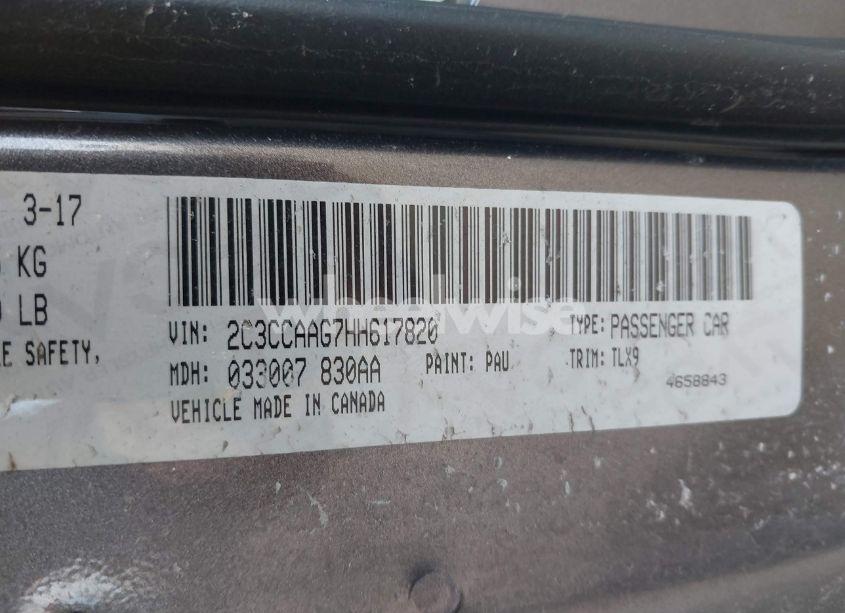 3-17
KG
LB
SAFETY,
VIN: 2C3CCAAG7HH617820
TYPE: PASSENGER CAR
MDH: 033007 830AA
PAINT: PAU
TRIM: TLX9
VEHICLE MADE IN CANADA
4658843
wheelwise